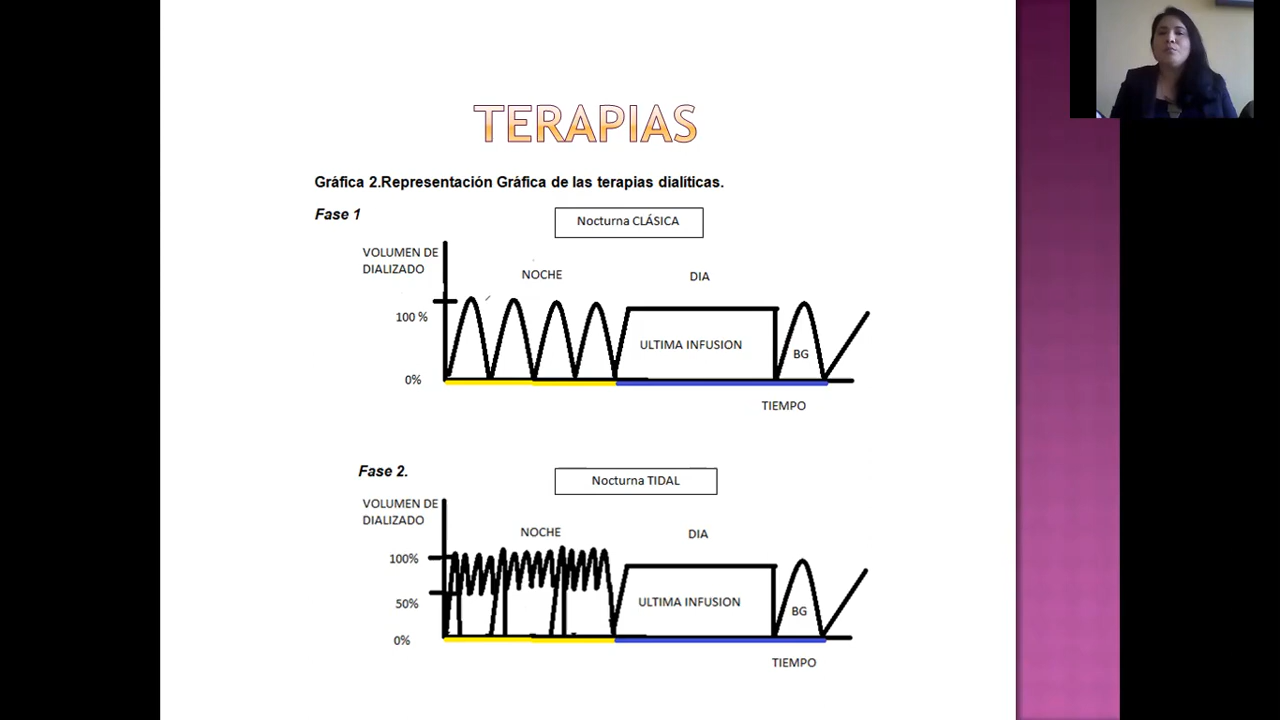 TERAPIAS
Gráfica 2.Representación Gráfica de las terapias dialíticas.
Fase 1
Nocturna CLÁSICA
VOLUMEN DE
DIALIZADO
NOCHE
DIA
100 %
ULTIMA INFUSION
BG
0%
TIEMPO
Fase 2.
Nocturna TIDAL
VOLUMEN DE
DIALIZADO
NOCHE
DIA
100%
50%
ULTIMA INFUSION
BG
0%
TIEMPO